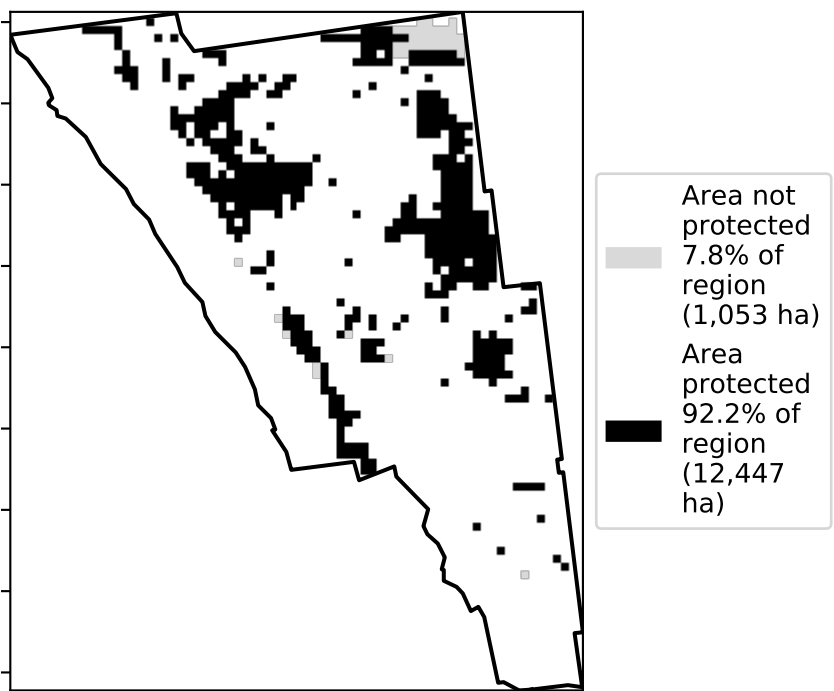 Area not
protected
7.8% of
region
(1,053 ha)
Area
protected
92.2% of
region
(12,447
ha)